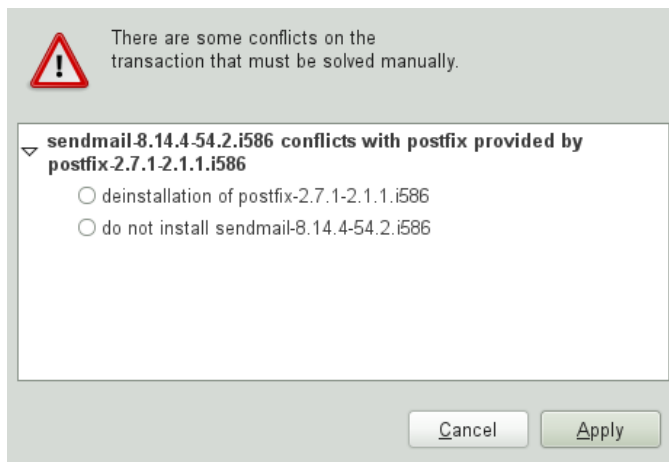 There are some conflicts on the
transaction that must be solved manually.
sendmail-8.14.4-54.2.i586 conflicts with postfix provided by
postfix-2.7.1-2.1.1.i586
deinstallation of postfix-2.7.1-2.1.1.i586
do not install sendmail-8.14.4-54.2.i586
Cancel Apply